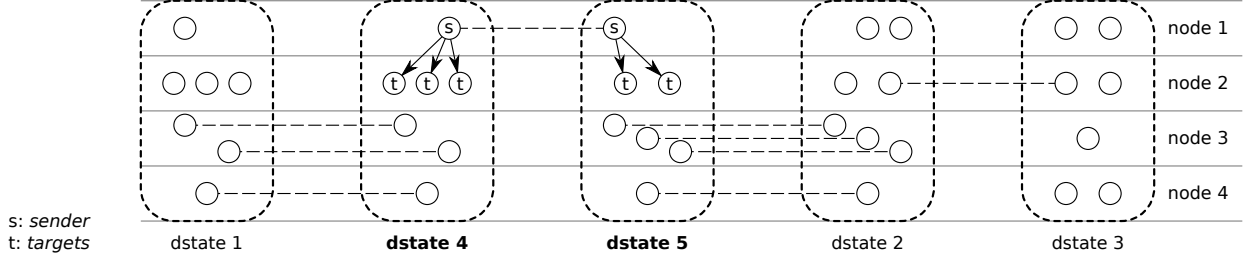 s s node 1
t t t t t node 2
node 3
node 4
s: sender
t: targets
dstate 1 dstate 4 dstate 5 dstate 2 dstate 3